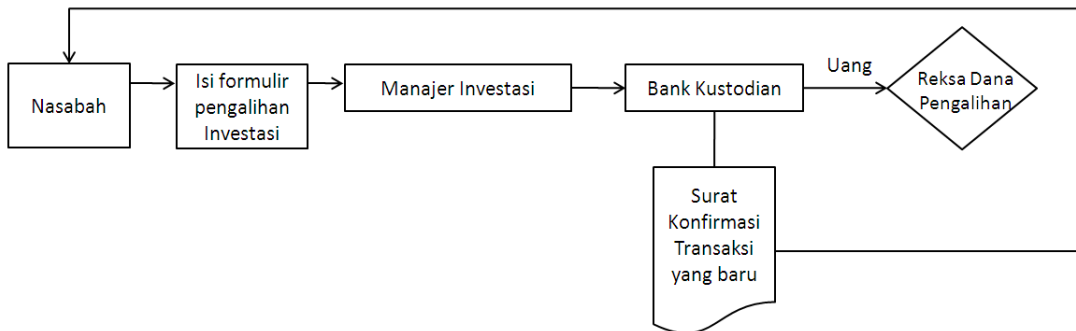 Nasabah
Isi formulir
pengalihan
Investasi
Manajer Investasi
Bank Kustodian
Uang
Reksa Dana
Pengalihan
Surat
Konfirmasi
Transaksi
yang baru